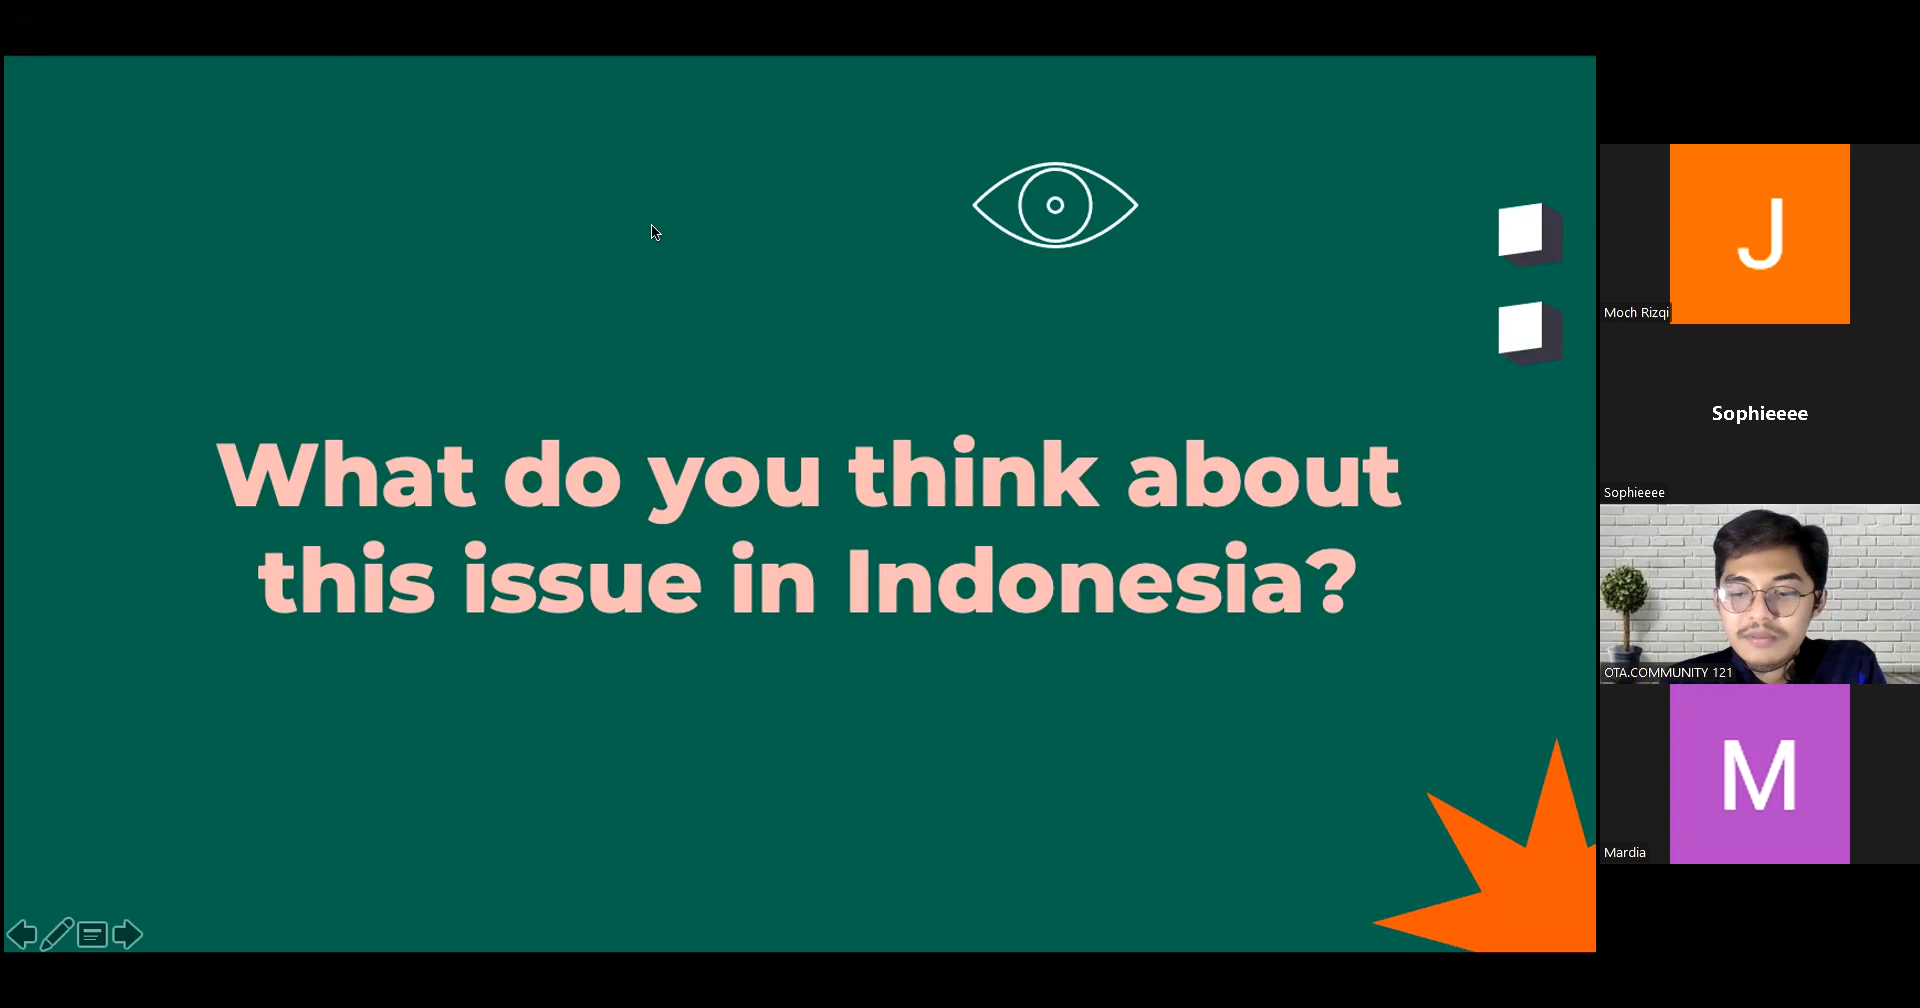 What do you think about
this issue in Indonesia?
J
Moch Rizqi
Sophieeee
Sophieeee
OTA.COMMUNITY 121
M
Mardia